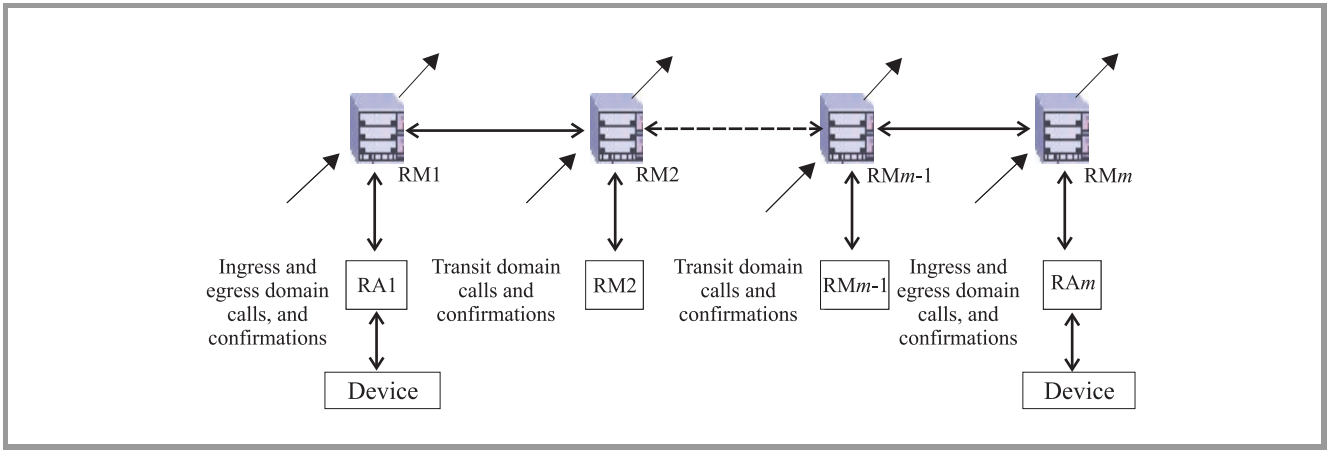 RM1
RM2
RMm-1
RMm
Ingress and
egress domain
calls, and
confirmations
RA1
Transit domain
calls and
confirmations
RM2
Transit domain
calls and
confirmations
RMm-1
Ingress and
egress domain
calls, and
confirmations
RAm
Device
Device